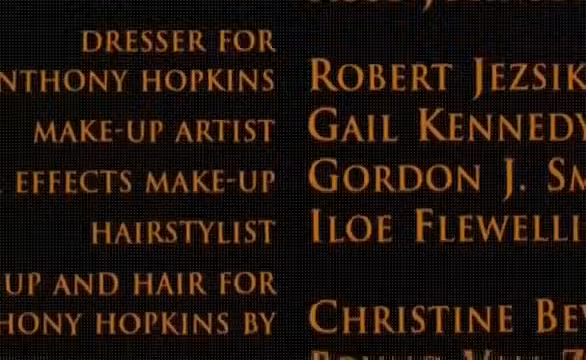 DRESSER FOR
NTHONY HOPKINS ROBERT JEZSIK
MAKE-UP ARTIST GAIL KENNEDY
EFFECTS MAKE-UP GORDON J. SM
HAIRSTYLIST ILOE FLEWELLI
UP AND HAIR FOR
HONY HOPKINS BY CHRISTINE BEV